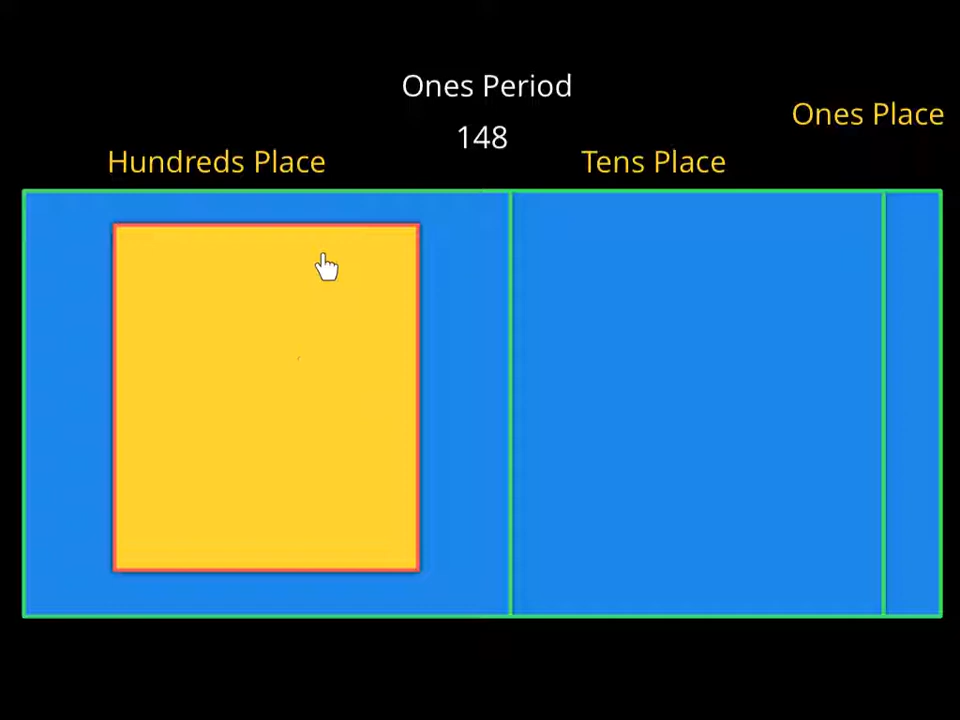 Ones Period
148
Ones Place
Hundreds Place
Tens Place